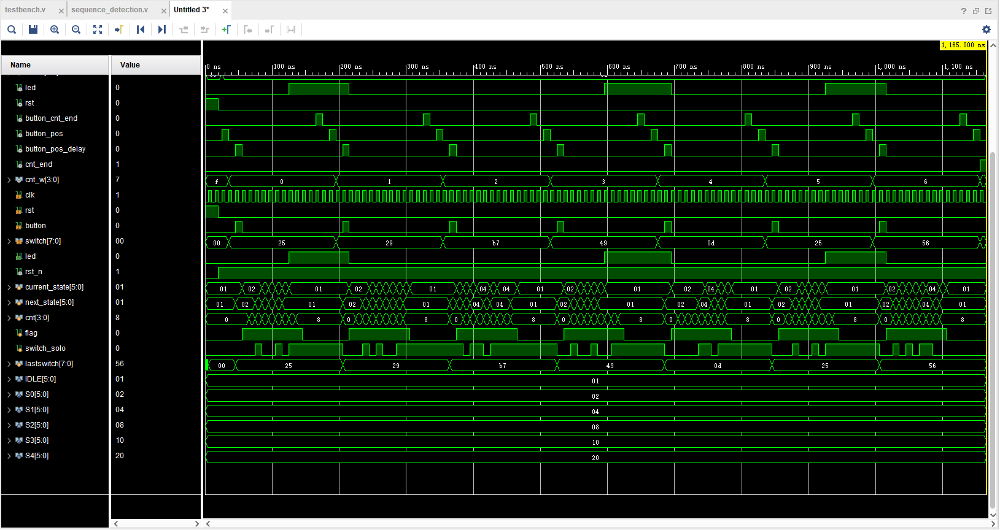 testbench.v × sequence_detection.v × Untitled 3* ×
?
1,165.000 ns
Name Value
0 ns 100 ns 200 ns 300 ns 400 ns 500 ns 600 ns 700 ns 800 ns 900 ns 1,000 ns 1,100 ns
led 0
rst 0
button_cnt_end 0
button_pos 0
button_pos_delay 0
cnt_end 1
cnt_w[3:0] 7 f 0 1 2 3 4 5 6
clk 1
rst 0
button 0
switch[7:0] 00 00 25 29 b7 49 0d 25 56
led 0
rst_n 1
current_state[5:0] 01 01 02 01 02 01 04 04 01 02 01 02 04 01 02 01 02 04 01
next_state[5:0] 01 01 02 01 02 01 04 04 01 02 01 02 04 01 02 01 02 04 01
cnt[3:0] 8 0 8 0 8 0 8 0 8 0 8 0 8 0 8
flag 0
switch_solo 0
lastswitch[7:0] 56 00 25 29 b7 49 0d 25 56
IDLE[5:0] 01 01
S0[5:0] 02 02
S1[5:0] 04 04
S2[5:0] 08 08
S3[5:0] 10 10
S4[5:0] 20 20